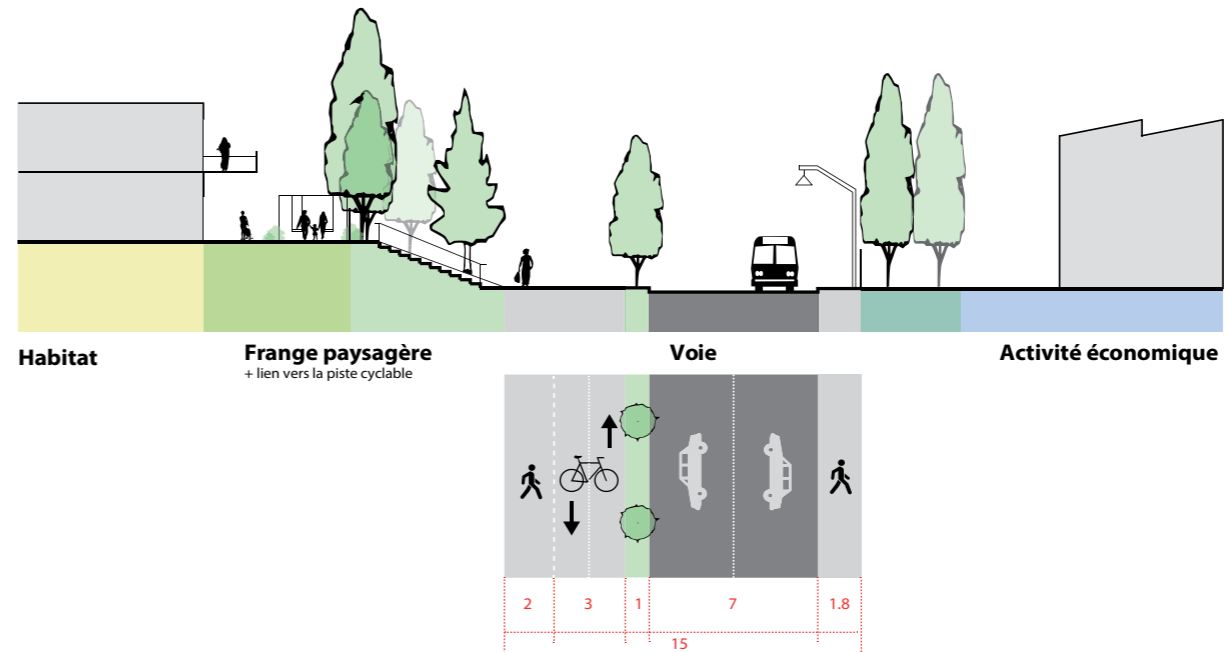 Habitat
Frange paysagère
+ lien vers la piste cyclable
Voie
Activité économique
2
3
1
7
1.8
15